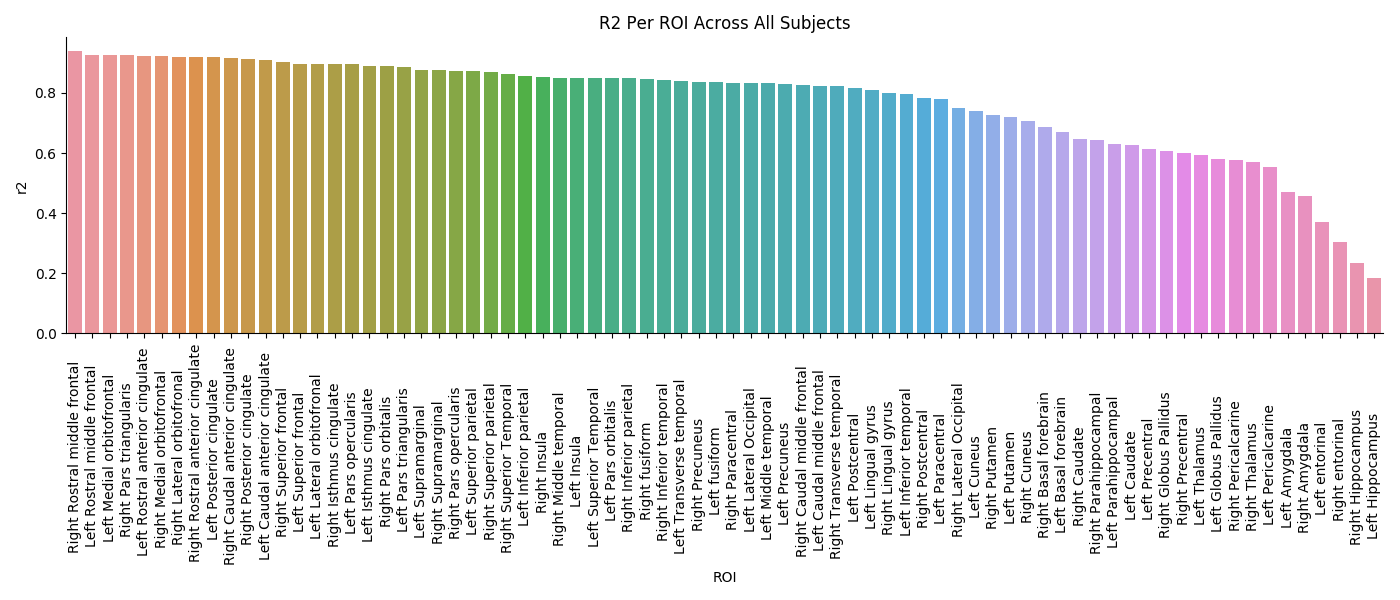 R2 Per ROI Across All Subjects
r2
0.8
0.6
0.4
0.2
0.0
Right Rostral middle frontal
Left Rostral middle frontal
Left Medial orbitofrontal
Right Pars triangularis
Left Rostral anterior cingulate
Right Medial orbitofrontal
Right Lateral orbitofronal
Right Rostral anterior cingulate
Left Posterior cingulate
Right Caudal anterior cingulate
Right Posterior cingulate
Left Caudal anterior cingulate
Right Superior frontal
Left Superior frontal
Left Lateral orbitofronal
Right Isthmus cingulate
Left Pars opercularis
Left Isthmus cingulate
Right Pars orbitalis
Left Pars triangularis
Left Supramarginal
Right Supramarginal
Right Pars opercularis
Left Superior parietal
Right Superior parietal
Right Superior Temporal
Left Inferior parietal
Right Insula
Right Middle temporal
Left Insula
Left Superior Temporal
Left Pars orbitalis
Right Inferior parietal
Right fusiform
Right Inferior temporal
Left Transverse temporal
Right Precuneus
Left fusiform
Right Paracentral
Left Lateral Occipital
Left Middle temporal
Left Precuneus
Right Caudal middle frontal
Left Caudal middle frontal
Right Transverse temporal
Left Postcentral
Left Lingual gyrus
Right Lingual gyrus
Left Inferior temporal
Right Postcentral
Left Paracentral
Right Lateral Occipital
Left Cuneus
Right Putamen
Left Putamen
Right Cuneus
Right Basal forebrain
Left Basal forebrain
Right Caudate
Right Parahippocampal
Left Parahippocampal
Left Caudate
Left Precentral
Right Globus Pallidus
Right Precentral
Left Thalamus
Left Globus Pallidus
Right Pericalcarine
Right Thalamus
Left Pericalcarine
Left Amygdala
Right Amygdala
Left entorinal
Right entorinal
Right Hippocampus
Left Hippocampus
ROI